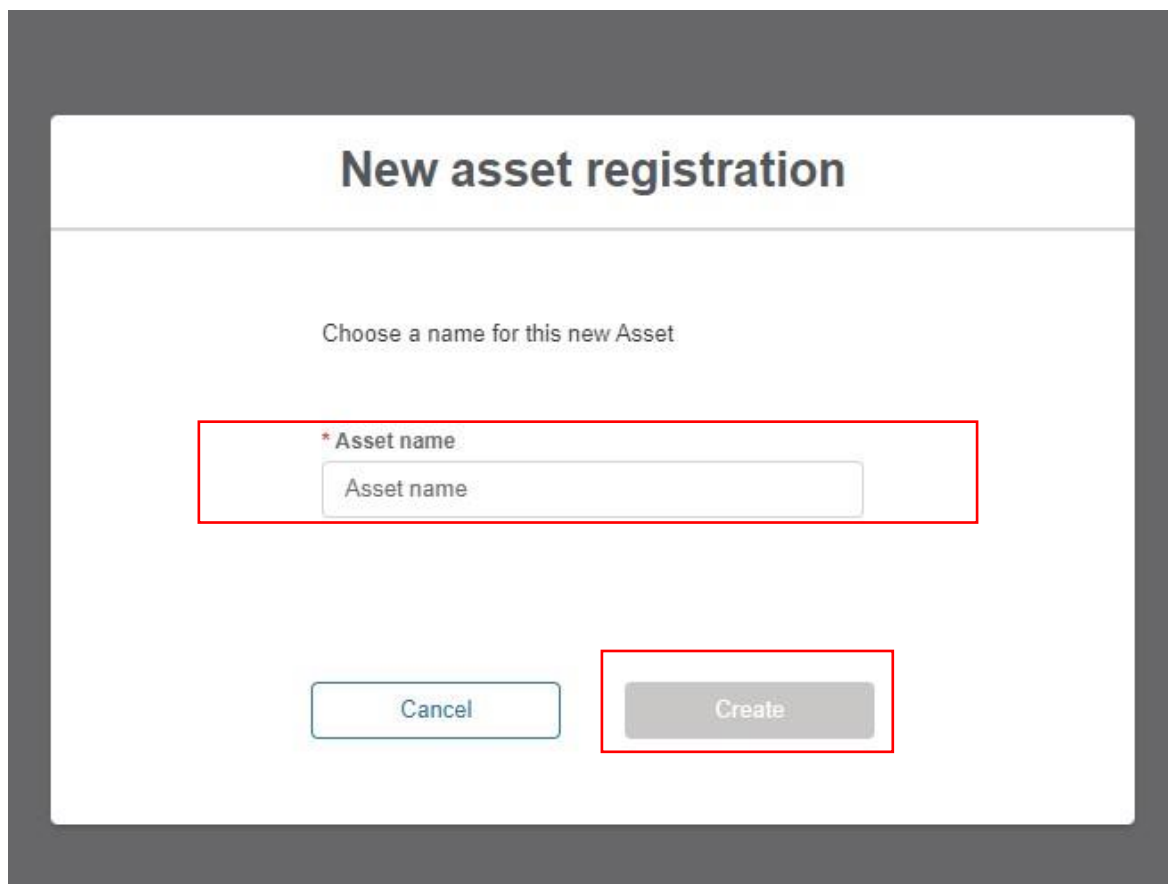 New asset registration
Choose a name for this new Asset
* Asset name
Asset name
Cancel
Create